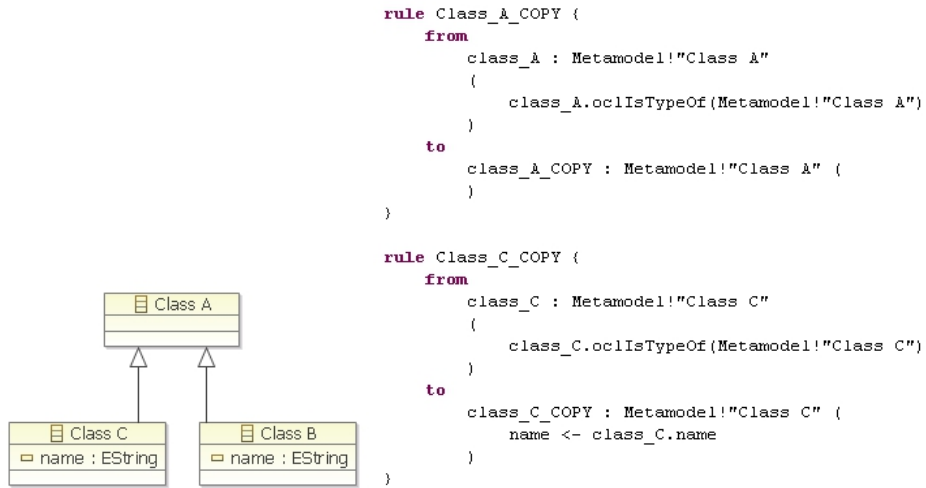 rule Class_A_COPY {
from
class_A : Metamodel!"Class A"
(
class_A.oclIsTypeOf(Metamodel!"Class A")
)
to
class_A_COPY : Metamodel!"Class A" (
)
}
rule Class_C_COPY {
from
class_C : Metamodel!"Class C"
(
class_C.oclIsTypeOf(Metamodel!"Class C")
)
to
class_C_COPY : Metamodel!"Class C" (
name <- class_C.name
)
}
Class A
Class C
name : EString
Class B
name : EString